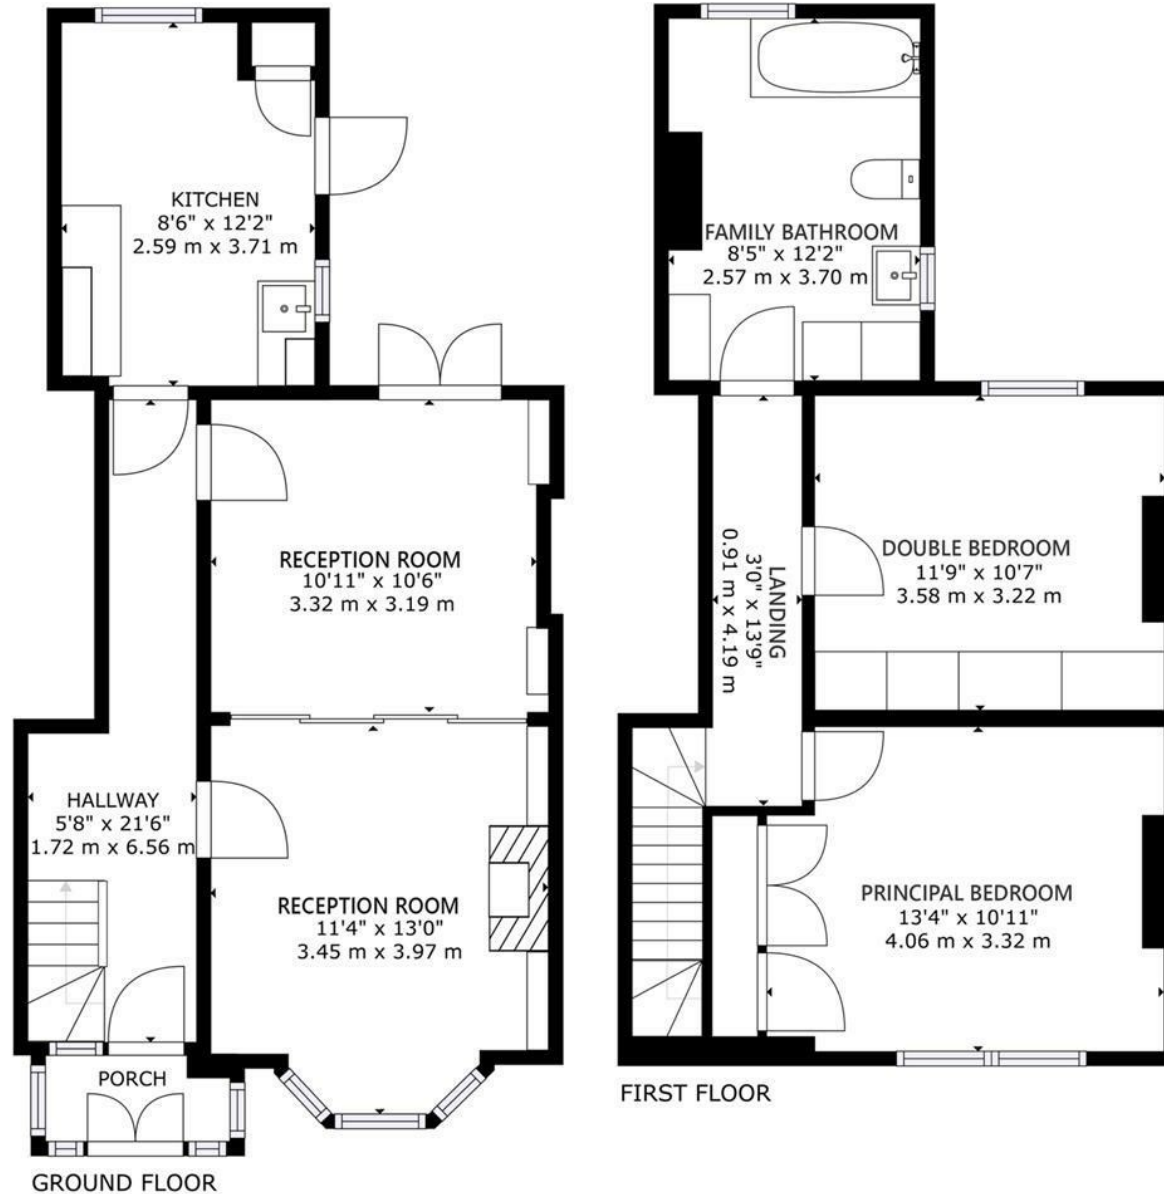 KITCHEN
8'6" x 12'2"
2.59 m x 3.71 m
RECEPTION ROOM
10'11" x 10'6"
3.32 m x 3.19 m
HALLWAY
5'8" x 21'6"
1.72 m x 6.56 m
RECEPTION ROOM
11'4" x 13'0"
3.45 m x 3.97 m
PORCH
GROUND FLOOR
FAMILY BATHROOM
8'5" x 12'2"
2.57 m x 3.70 m
LANDING
3'0" x 13'9"
0.91 m x 4.19 m
DOUBLE BEDROOM
11'9" x 10'7"
3.58 m x 3.22 m
PRINCIPAL BEDROOM
13'4" x 10'11"
4.06 m x 3.32 m
FIRST FLOOR